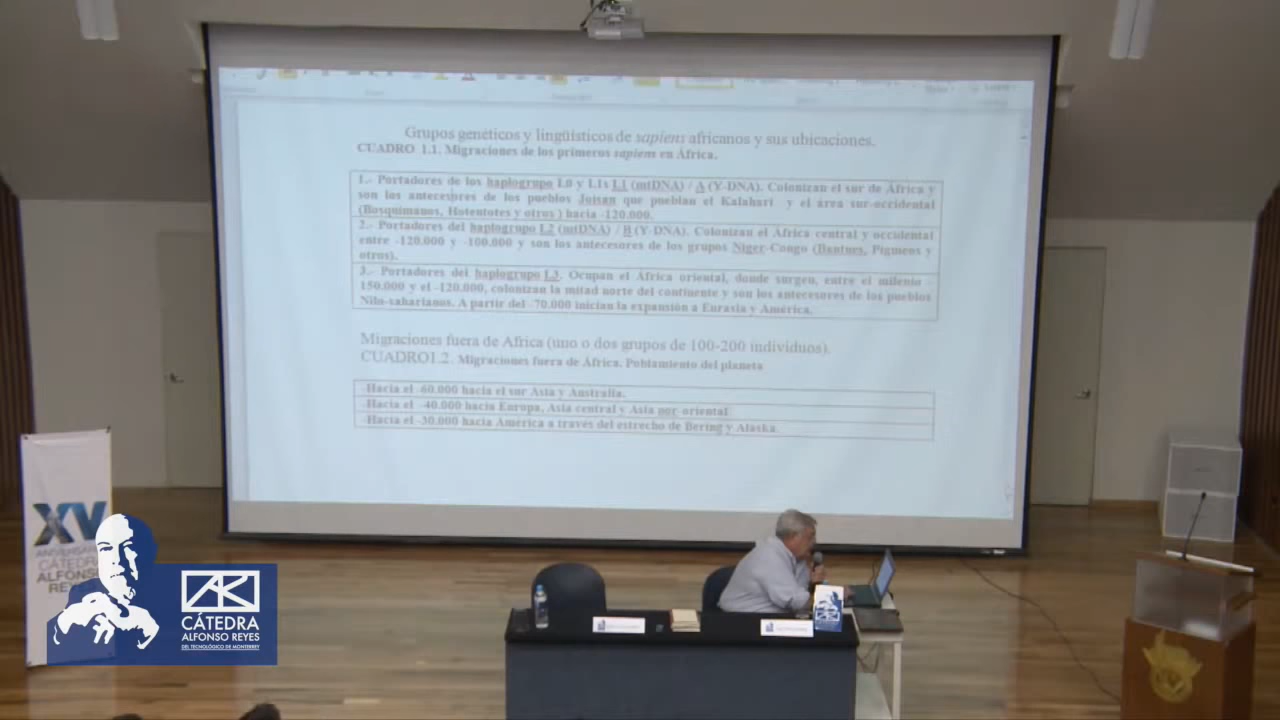 Grupos genéticos y lingüísticos de sapiens africanos y sus ubicaciones.
CUADRO 1.1. Migraciones de los primeros sapiens en África.
1.- Portadores de los haplogrupo L0 y L1s L1 (mtDNA) / A (Y-DNA). Colonizan el sur de África y
son los antecesores de los pueblos Joisan que pueblan el Kalahari y el área sur-occidental
(Bosquimanos, Hotentotes y otros ) hacia -120.000.
2.- Portadores del haplogrupo L2 (mtDNA) / B (Y-DNA). Colonizan el África central y occidental
entre -120.000 y -100.000 y son los antecesores de los grupos Niger-Congo (Bantues, Pigmeos y
otros).
3.- Portadores del haplogrupo L3. Ocupan el África oriental, donde surgen, entre el milenio -
150.000 y el -120.000, colonizan la mitad norte del continente y son los antecesores de los pueblos
Nilo-saharianos. A partir del -70.000 inician la expansión a Eurasia y América.
Migraciones fuera de Africa (uno o dos grupos de 100-200 individuos).
CUADRO1.2. Migraciones fuera de África. Poblamiento del planeta
-Hacia el -60.000 hacia el sur Asia y Australia.
-Hacia el -40.000 hacia Europa, Asia central y Asia nor-oriental
-Hacia el -30.000 hacia América a través del estrecho de Bering y Alaska.
XV
ANIVERSARIO
CÁTEDRA
ALFONSO
REYES
CÁTEDRA
ALFONSO REYES
DEL TECNOLÓGICO DE MONTERREY